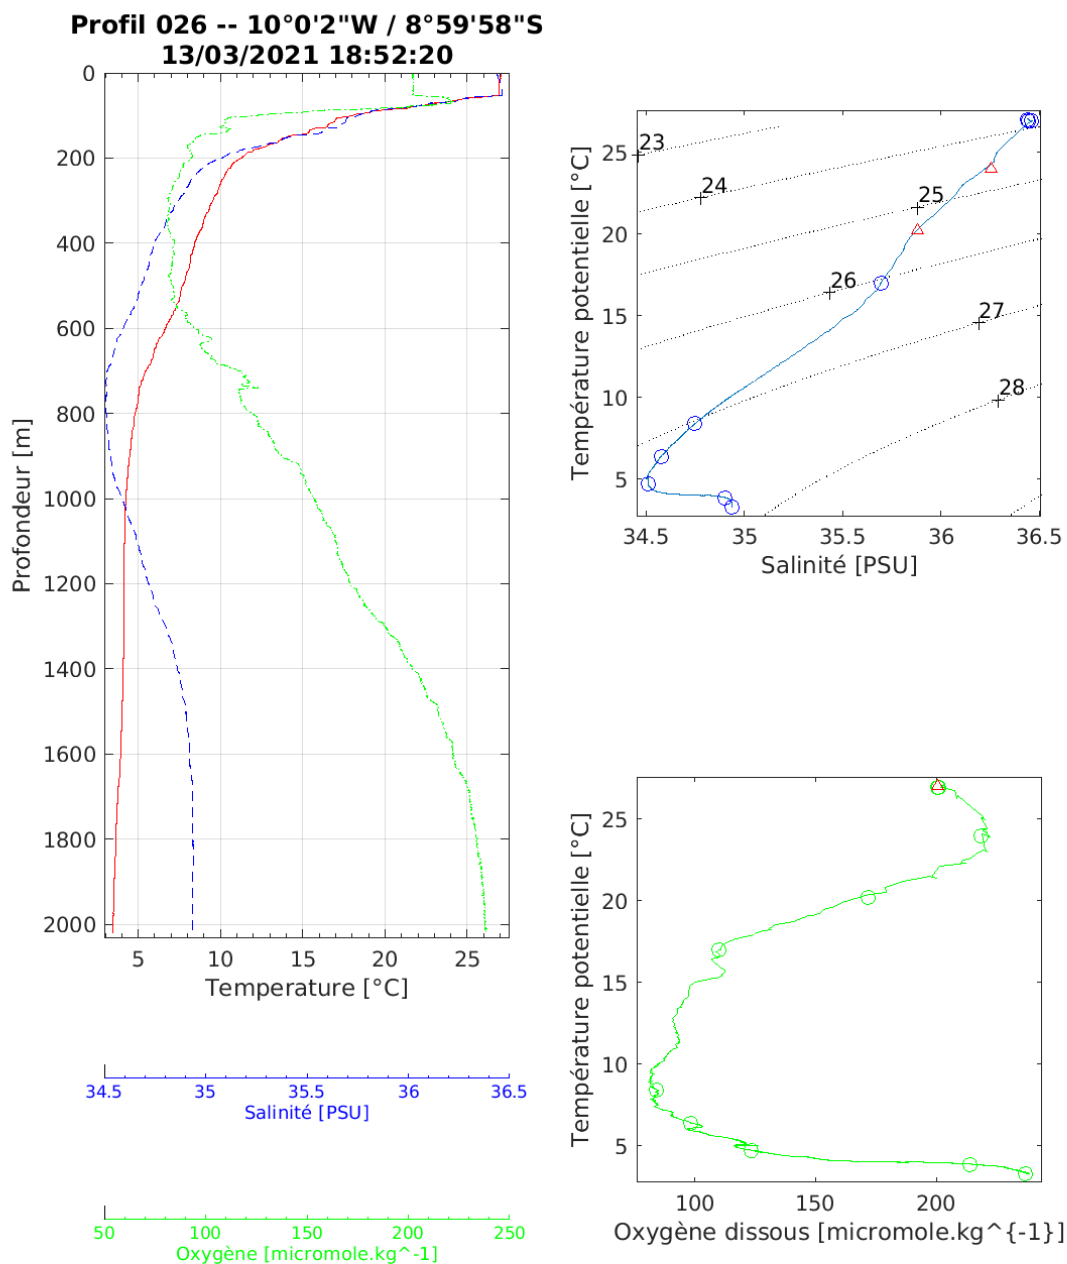 Profil 026 -- 10°0'2"W / 8°59'58"S
13/03/2021 18:52:20
0
200
400
600
800
1000
1200
1400
1600
1800
2000
Profondeur [m]
5 10 15 20 25
Temperature [°C]
34.5 35 35.5 36 36.5
Salinité [PSU]
50 100 150 200 250
Oxygène [micromole.kg^-1]
25
20
15
10
5
Température potentielle [°C]
23
24
25
26
27
28
34.5 35 35.5 36 36.5
Salinité [PSU]
25
20
15
10
5
Température potentielle [°C]
100 150 200
Oxygène dissous [micromole.kg^{-1}]